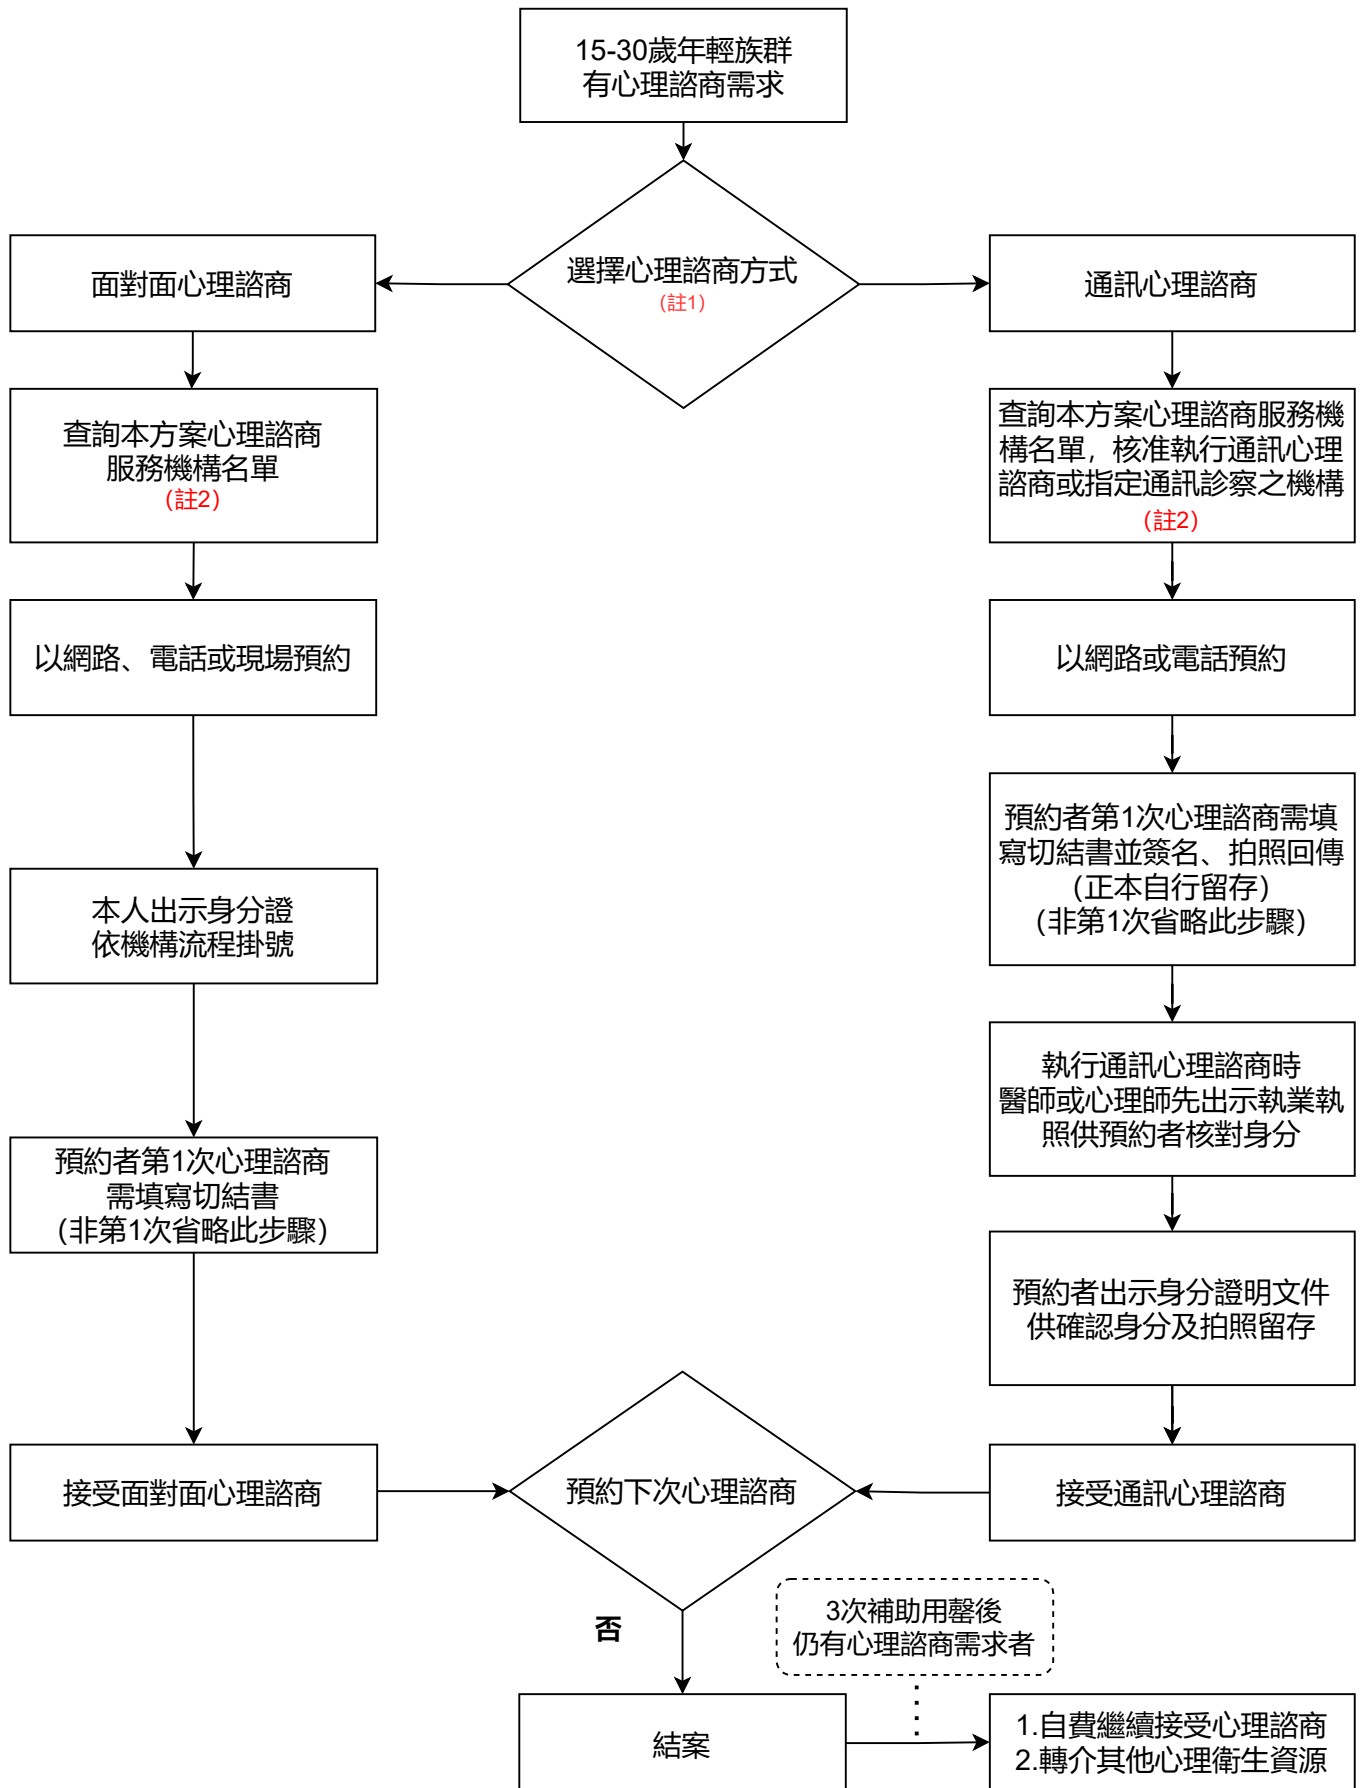 15-30歲年輕族群
有心理諮商需求
選擇心理諮商方式
(註1)
面對面心理諮商
查詢本方案心理諮商
服務機構名單
(註2)
以網路、電話或現場預約
本人出示身分證
依機構流程掛號
預約者第1次心理諮商
需填寫切結書
(非第1次省略此步驟)
接受面對面心理諮商
通訊心理諮商
查詢本方案心理諮商服務機
構名單，核准執行通訊心理
諮商或指定通訊診察之機構
(註2)
以網路或電話預約
預約者第1次心理諮商需填
寫切結書並簽名、拍照回傳
(正本自行留存)
(非第1次省略此步驟)
執行通訊心理諮商時
醫師或心理師先出示執業執
照供預約者核對身分
預約者出示身分證明文件
供確認身分及拍照留存
接受通訊心理諮商
預約下次心理諮商
否
3次補助用罄後
仍有心理諮商需求者
結案
1.自費繼續接受心理諮商
2.轉介其他心理衛生資源